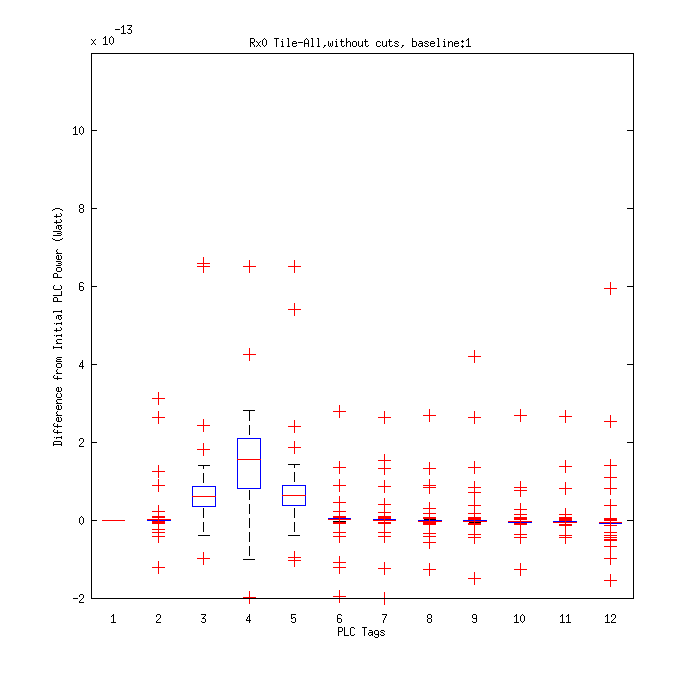 x 10
-13
Rx0 Tile-All,without cuts, baseline:1
10
8
6
4
2
0
-2
Difference from Initial PLC Power (Watt)
1 2 3 4 5 6 7 8 9 10 11 12
PLC Tags